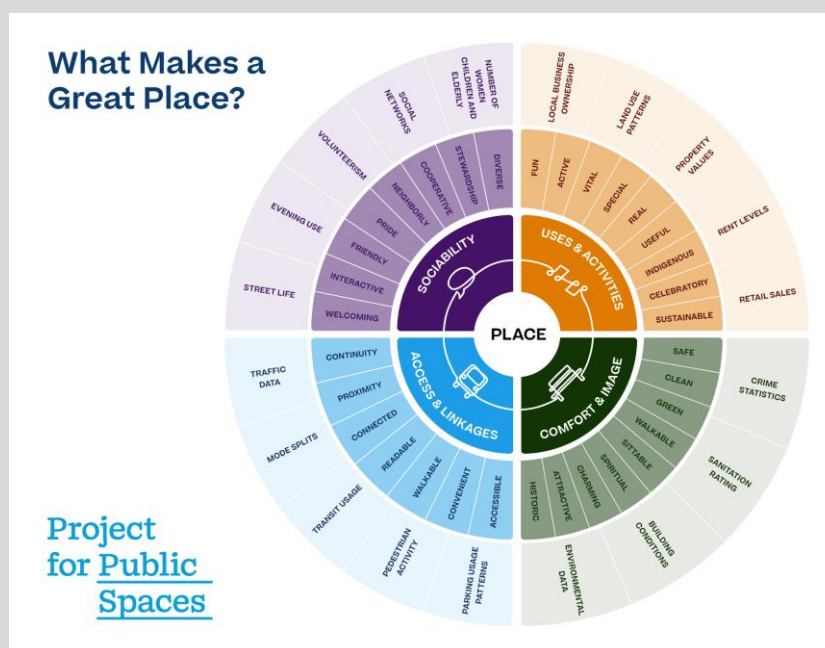 What Makes a
Great Place?
PLACE
SOCIABILITY
USES & ACTIVITIES
COMFORT & IMAGE
ACCESS & LINKAGES
WELCOMING
INTERACTIVE
FRIENDLY
PRIDE
NEIGHBORLY
COOPERATIVE
STEWARDSHIP
DIVERSE
FUN
ACTIVE
VITAL
SPECIAL
REAL
USEFUL
INDIGENOUS
CELEBRATORY
SUSTAINABLE
SAFE
CLEAN
GREEN
WALKABLE
SITTABLE
SPIRITUAL
CHARMING
ATTRACTIVE
HISTORIC
ACCESSIBLE
CONVENIENT
WALKABLE
READABLE
CONNECTED
PROXIMITY
CONTINUITY
STREET LIFE
EVENING USE
VOLUNTEERISM
SOCIAL
NETWORKS
NUMBER OF
WOMEN
CHILDREN AND
ELDERLY
LOCAL BUSINESS
OWNERSHIP
LAND USE
PATTERNS
PROPERTY
VALUES
RENT LEVELS
RETAIL SALES
CRIME
STATISTICS
SANITATION
RATING
BUILDING
CONDITIONS
ENVIRONMENTAL
DATA
PARKING USAGE
PATTERNS
PEDESTRIAN
ACTIVITY
TRANSIT USAGE
MODE SPLITS
TRAFFIC
DATA
Project
for Public
Spaces